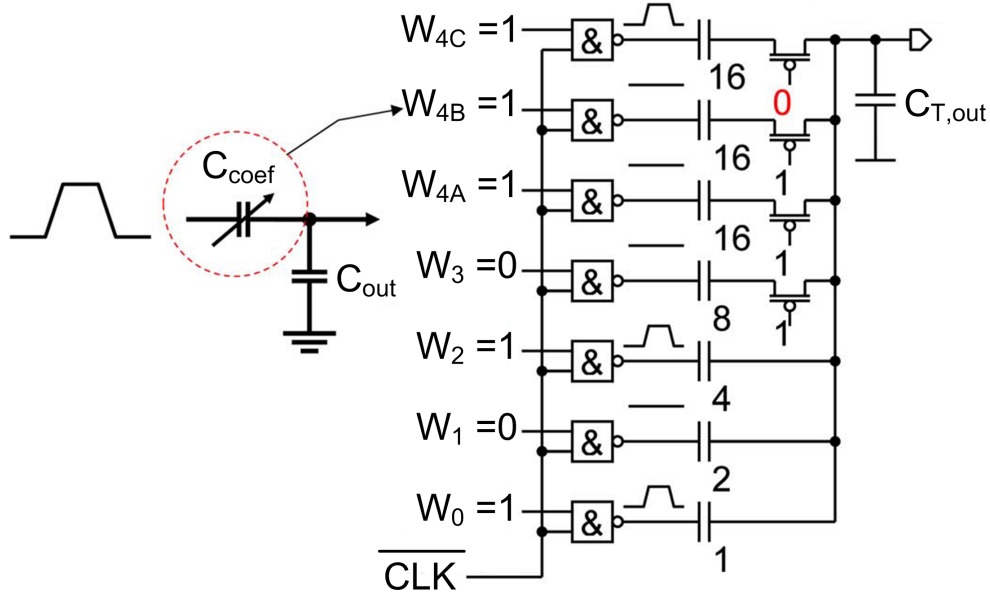 W4C =1
&
16
0
W4B =1
&
16
1
CT,out
Ccoef
W4A =1
&
16
1
W3 =0
&
8
1
Cout
W2 =1
&
4
W1 =0
&
2
W0 =1
&
1
CLK